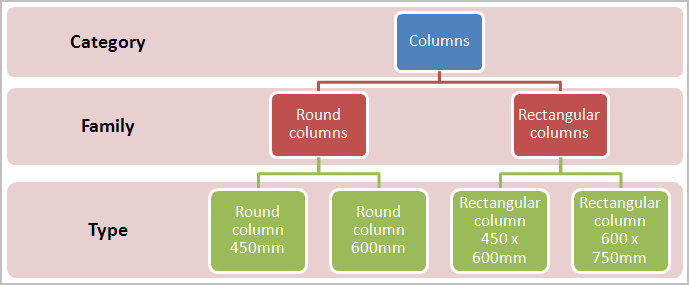 Category
Columns
Family
Round
columns
Rectangular
columns
Type
Round
column
450mm
Round
column
600mm
Rectangular
column
450 x
600mm
Rectangular
column
600 x
750mm